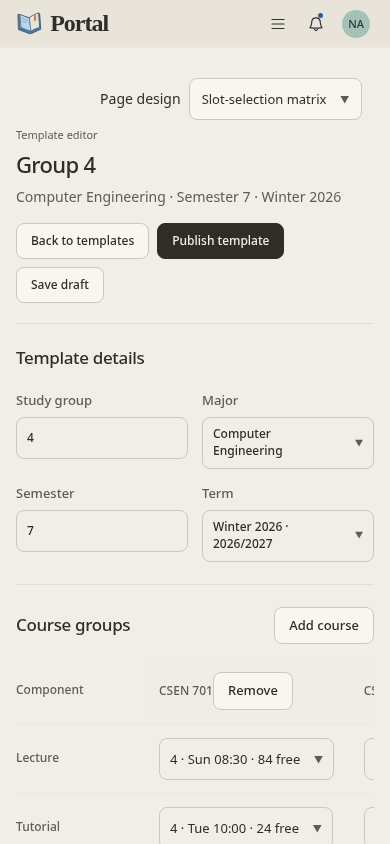 Portal
NA
Page design
Slot-selection matrix
Template editor
Group 4
Computer Engineering · Semester 7 · Winter 2026
Back to templates
Publish template
Save draft
Template details
Study group
Major
4
Computer
Engineering
Semester
Term
7
Winter 2026 ·
2026/2027
Course groups
Add course
Component
CSEN 701
Remove
Lecture
4 · Sun 08:30 · 84 free
Tutorial
4 · Tue 10:00 · 24 free